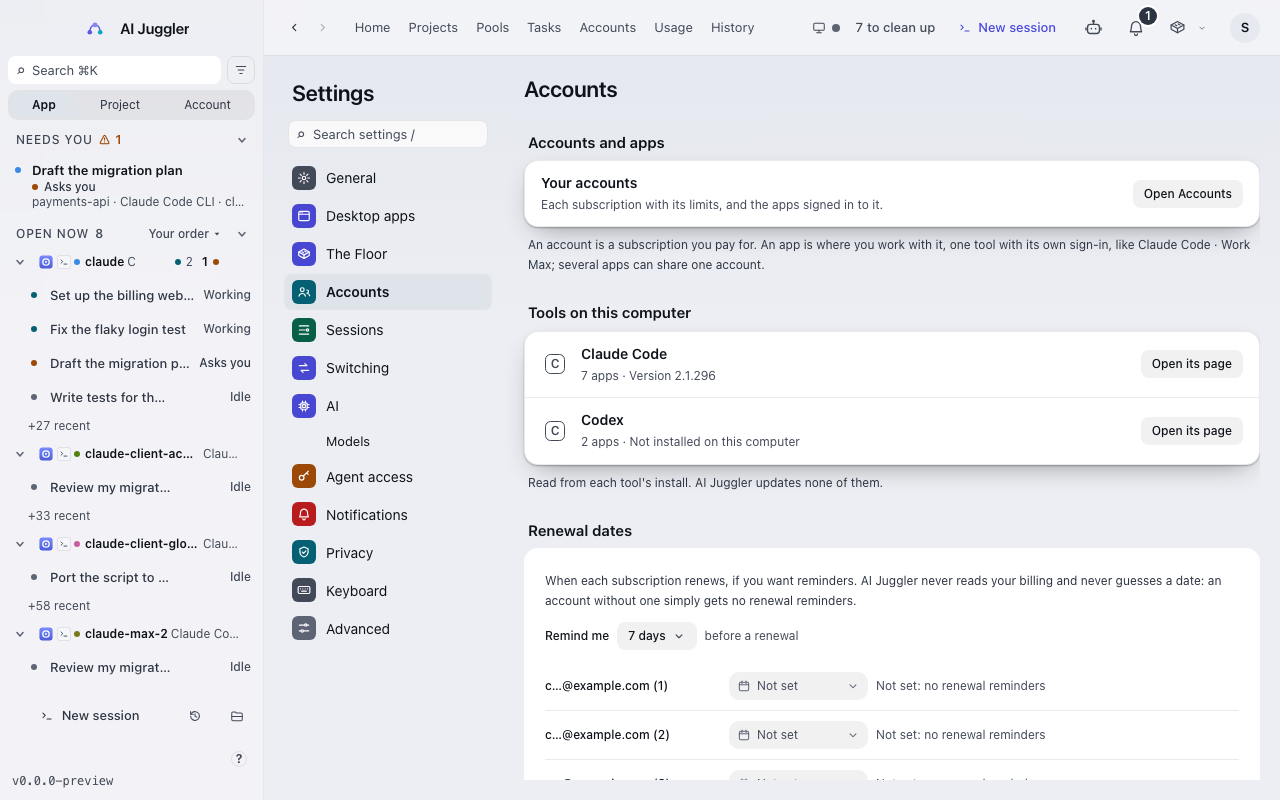 AI Juggler
Search ⌘K
App Project Account
NEEDS YOU 1
Draft the migration plan
Asks you
payments-api · Claude Code CLI · cl...
OPEN NOW 8 Your order
claude C 2 1
Set up the billing web... Working
Fix the flaky login test Working
Draft the migration p... Asks you
Write tests for th... Idle
+27 recent
claude-client-ac... Clau...
Review my migrat... Idle
+33 recent
claude-client-glo... Clau...
Port the script to ... Idle
+58 recent
claude-max-2 Claude Co...
Review my migrat... Idle
New session
?
v0.0.0-preview
Home Projects Pools Tasks Accounts Usage History 7 to clean up New session 1 S
Settings
Search settings /
General
Desktop apps
The Floor
Accounts
Sessions
Switching
AI
Models
Agent access
Notifications
Privacy
Keyboard
Advanced
Accounts
Accounts and apps
Your accounts
Each subscription with its limits, and the apps signed in to it.
Open Accounts
An account is a subscription you pay for. An app is where you work with it, one tool with its own sign-in, like Claude Code · Work
Max; several apps can share one account.
Tools on this computer
C Claude Code
7 apps · Version 2.1.296
Open its page
C Codex
2 apps · Not installed on this computer
Open its page
Read from each tool's install. AI Juggler updates none of them.
Renewal dates
When each subscription renews, if you want reminders. AI Juggler never reads your billing and never guesses a date: an
account without one simply gets no renewal reminders.
Remind me 7 days before a renewal
c...@example.com (1) Not set Not set: no renewal reminders
c...@example.com (2) Not set Not set: no renewal reminders